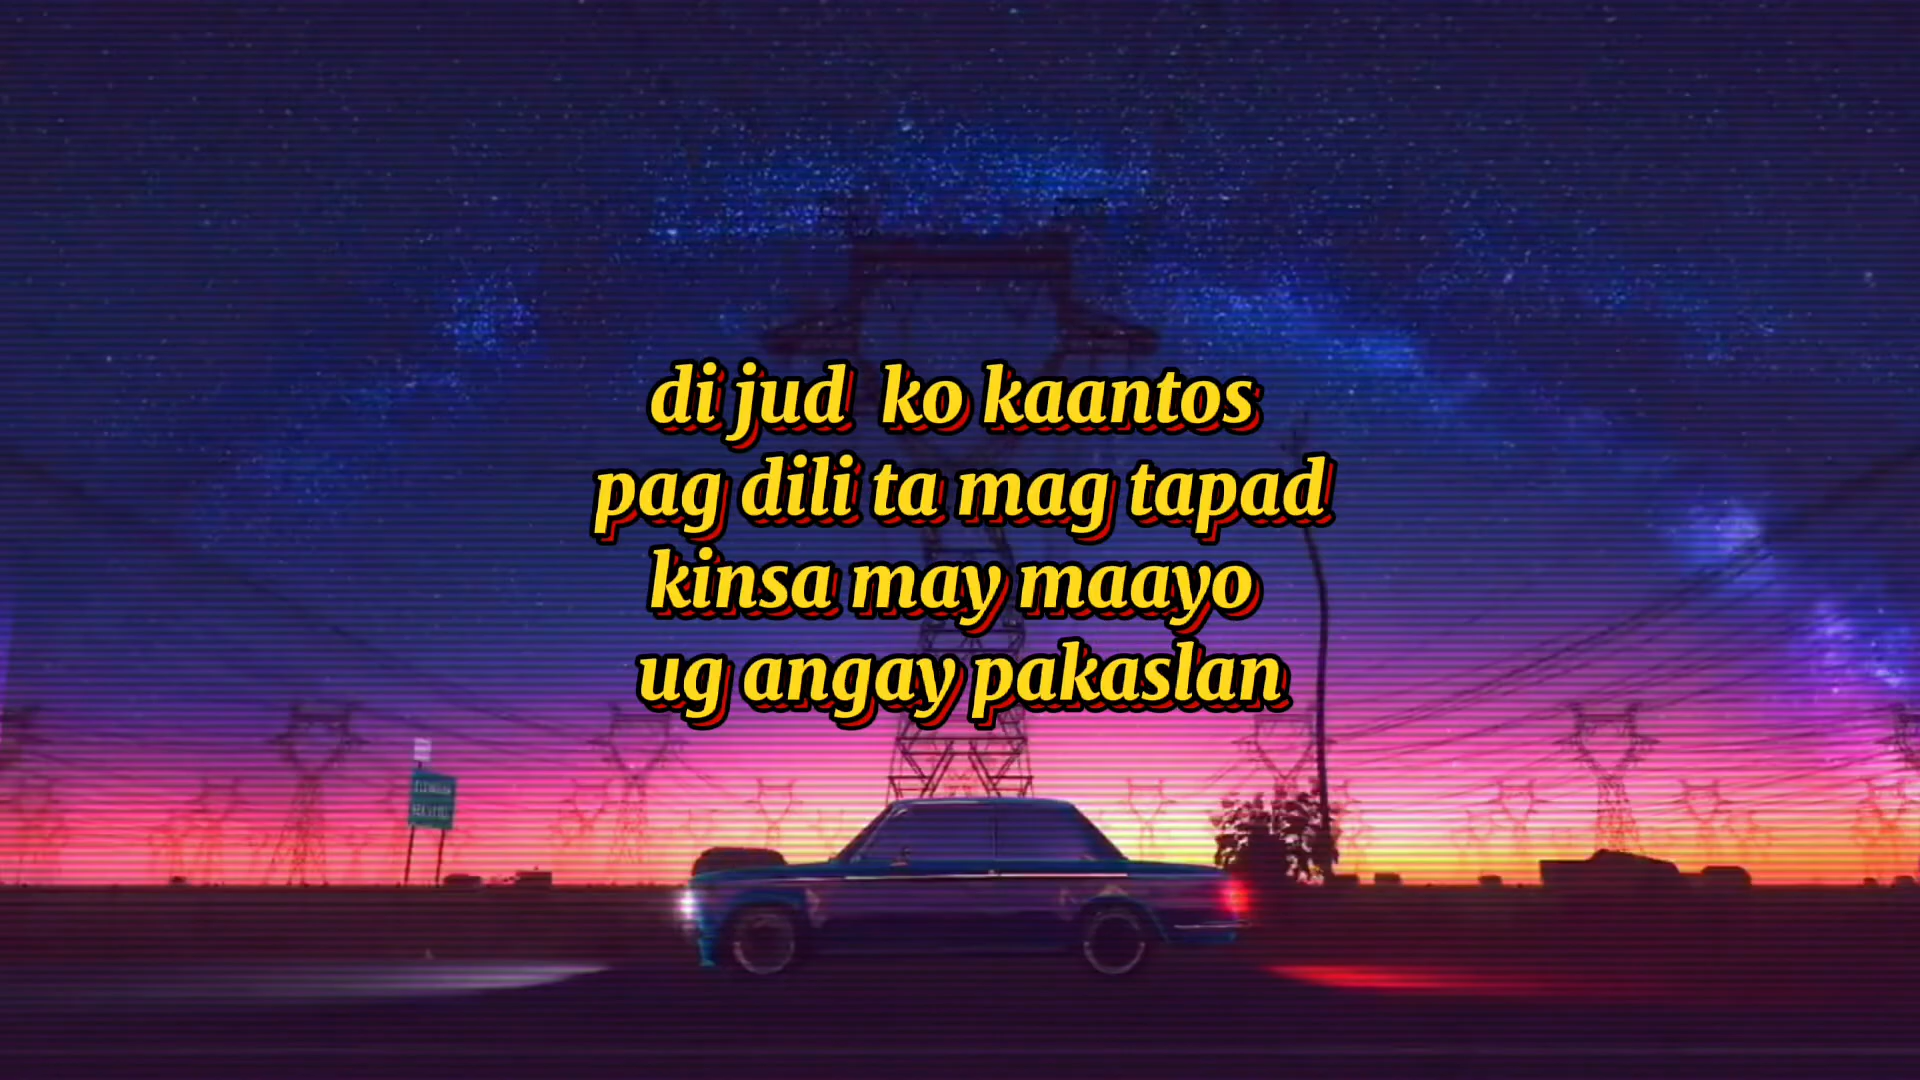 di jud  ko kaantos
pag dili ta mag tapad
kinsa may maayo
ug angay pakaslan